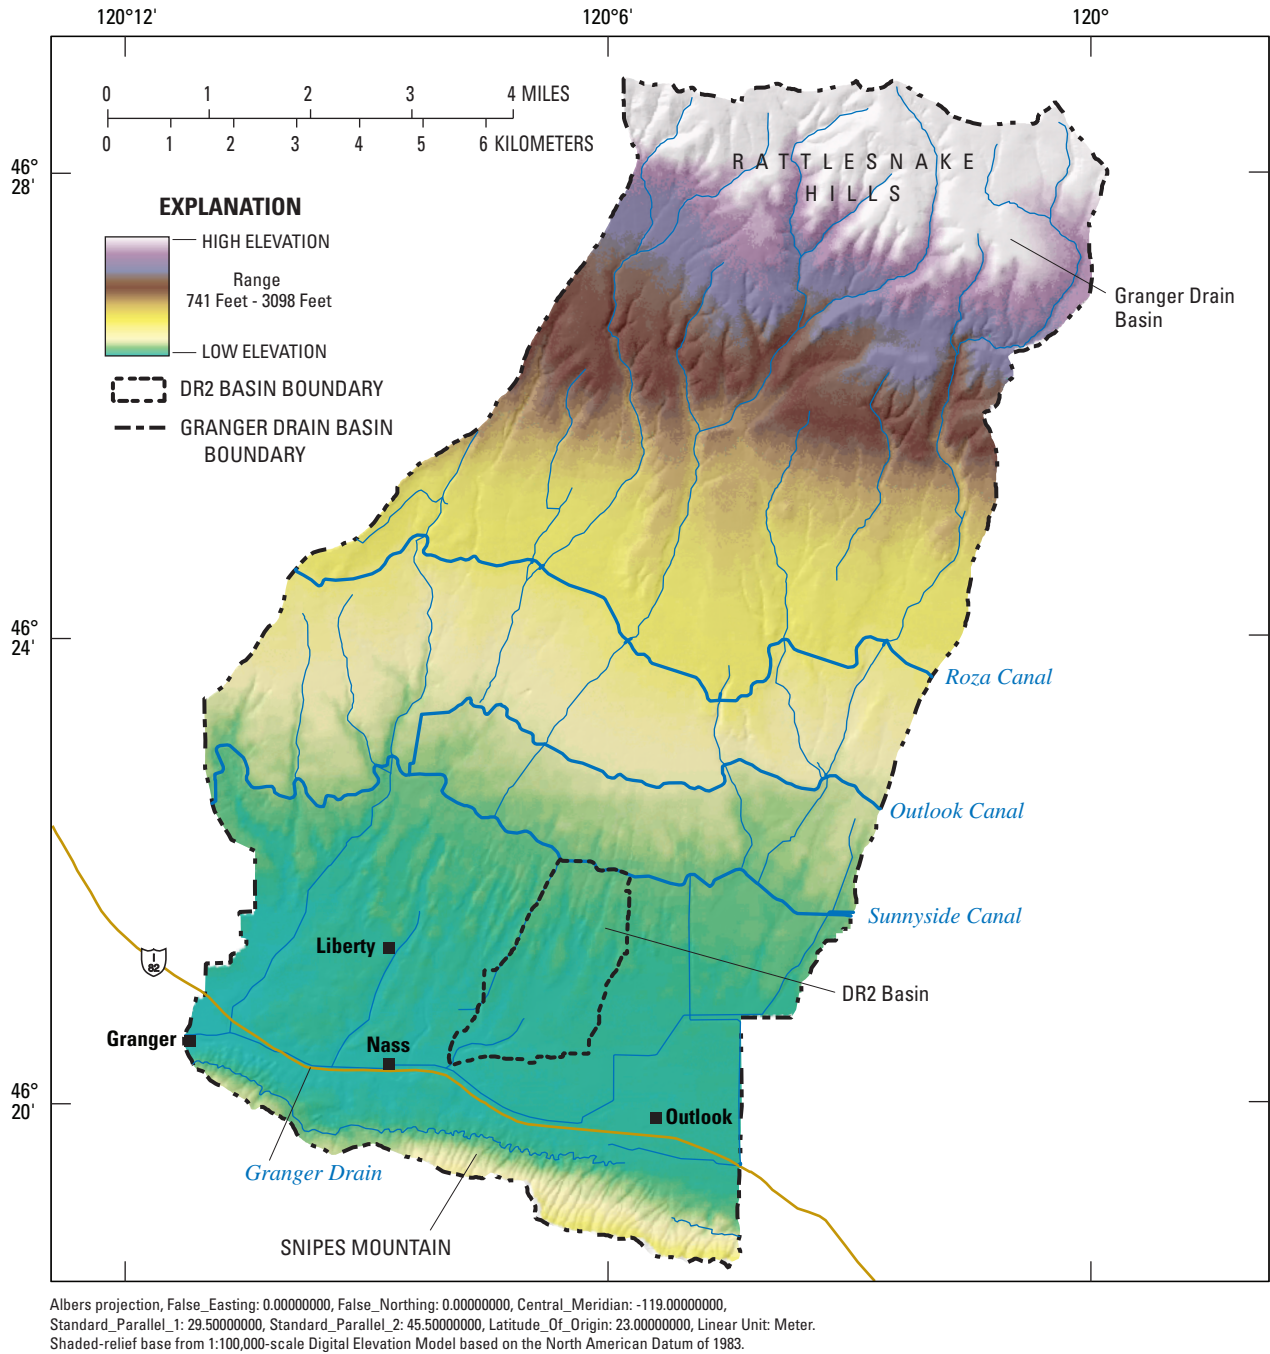 120°12'
120°6'
120°
0 1 2 3 4 MILES
0 1 2 3 4 5 6 KILOMETERS
46°
28'
RATTLESNAKE
HILLS
EXPLANATION
HIGH ELEVATION
Range
741 Feet - 3098 Feet
LOW ELEVATION
DR2 BASIN BOUNDARY
GRANGER DRAIN BASIN
BOUNDARY
Granger Drain
Basin
46°
24'
Roza Canal
Outlook Canal
Sunnyside Canal
Liberty
I
82
DR2 Basin
Granger
Nass
46°
20'
Outlook
Granger Drain
SNIPES MOUNTAIN
Albers projection, False_Easting: 0.00000000, False_Northing: 0.00000000, Central_Meridian: -119.00000000,
Standard_Parallel_1: 29.50000000, Standard_Parallel_2: 45.50000000, Latitude_Of_Origin: 23.00000000, Linear Unit: Meter.
Shaded-relief base from 1:100,000-scale Digital Elevation Model based on the North American Datum of 1983.